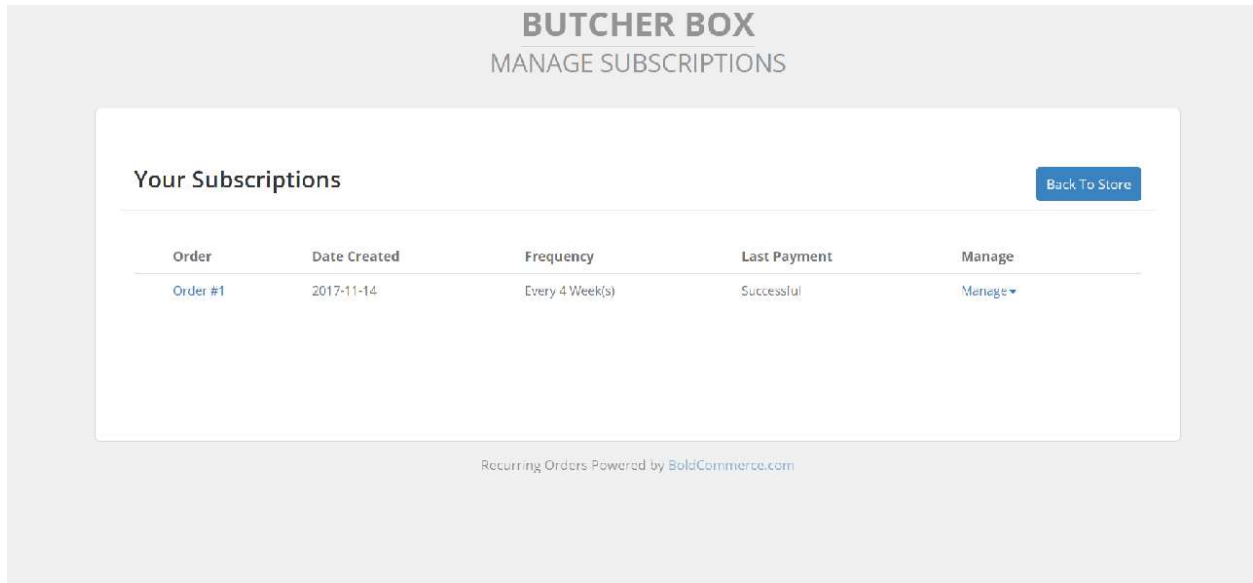 BUTCHER BOX
MANAGE SUBSCRIPTIONS
Your Subscriptions
Back To Store
Order Date Created Frequency Last Payment Manage
Order #1 2017-11-14 Every 4 Week(s) Successful Manage
Recurring Orders Powered by BoldCommerce.com